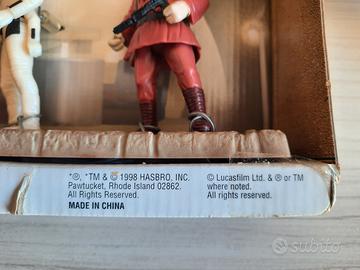 *®, *TM & © 1998 HASBRO, INC.
Pawtucket, Rhode Island 02862.
All Rights Reserved.
MADE IN CHINA
© Lucasfilm Ltd. & ® or TM
where noted.
All rights reserved.
subito